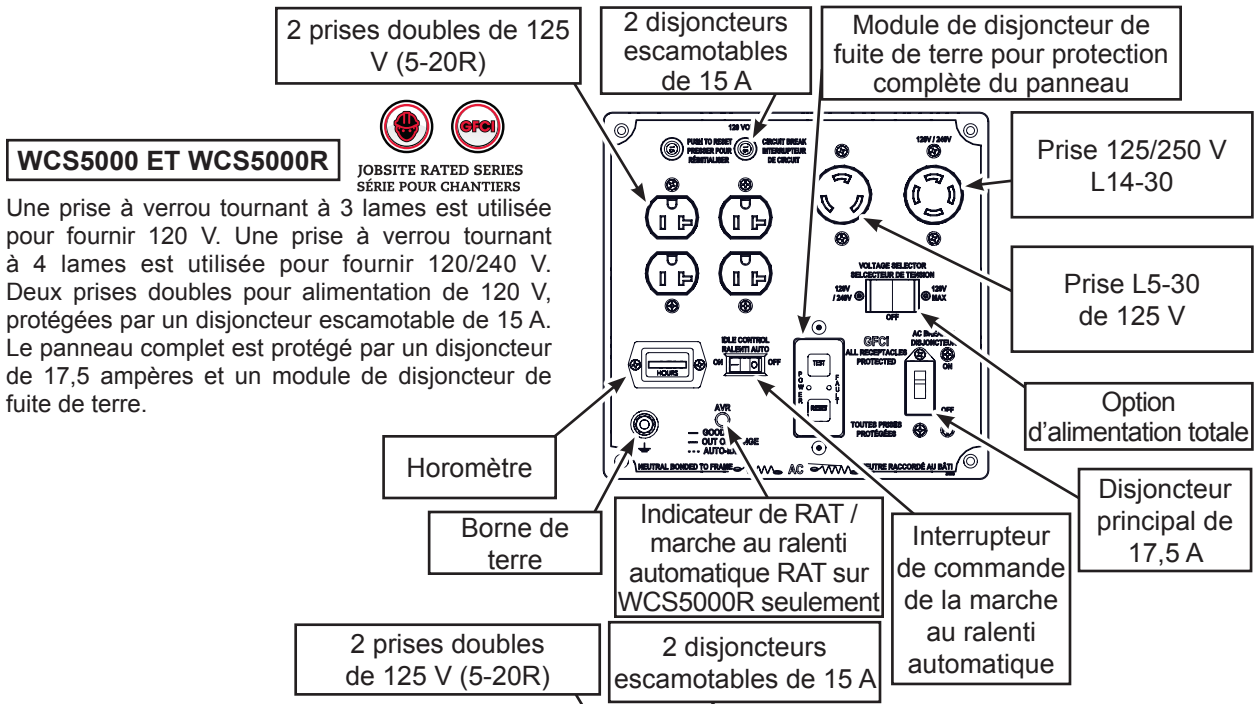 2 prises doubles de 125
V (5-20R)
2 disjoncteurs
escamotables
de 15 A
Module de disjoncteur de
fuite de terre pour protection
complète du panneau
GFCI
JOBSITE RATED SERIES
SÉRIE POUR CHANTIERS
WCS5000 ET WCS5000R
Une prise à verrou tournant à 3 lames est utilisée
pour fournir 120 V. Une prise à verrou tournant
à 4 lames est utilisée pour fournir 120/240 V.
Deux prises doubles pour alimentation de 120 V,
protégées par un disjoncteur escamotable de 15 A.
Le panneau complet est protégé par un disjoncteur
de 17,5 ampères et un module de disjoncteur de
fuite de terre.
120 VO
PUSH TO RESET
PRESSER POUR
RÉINITIALISER
CIRCUIT BREAK
INTERRUPTEUR
DE CIRCUIT
120V / 240V
VOLTAGE SELECTOR
SELCECTEUR DE TENSION
120V
/ 240V
120V
MAX
OFF
IDLE CONTROL
RALENTI AUTO
ON
OFF
HOURS
POWER
TEST
FAULT
RESET
GFCI
ALL RECEPTACLES
PROTECTED
TOUTES PRISES
PROTÉGÉES
AC BREA
DISJONCTEUR
ON
OFF
AVR
GOOD
OUT O ANGE
AUTO-
NEUTRAL BONDED TO FRAME
AC
EUTRE RACCORDÉ AU BÂTI
Prise 125/250 V
L14-30
Prise L5-30
de 125 V
Option
d'alimentation totale
Disjoncteur
principal de
17,5 A
Horomètre
Borne de
terre
Indicateur de RAT /
marche au ralenti
automatique RAT sur
WCS5000R seulement
Interrupteur
de commande
de la marche
au ralenti
automatique
2 prises doubles
de 125 V (5-20R)
2 disjoncteurs
escamotables de 15 A